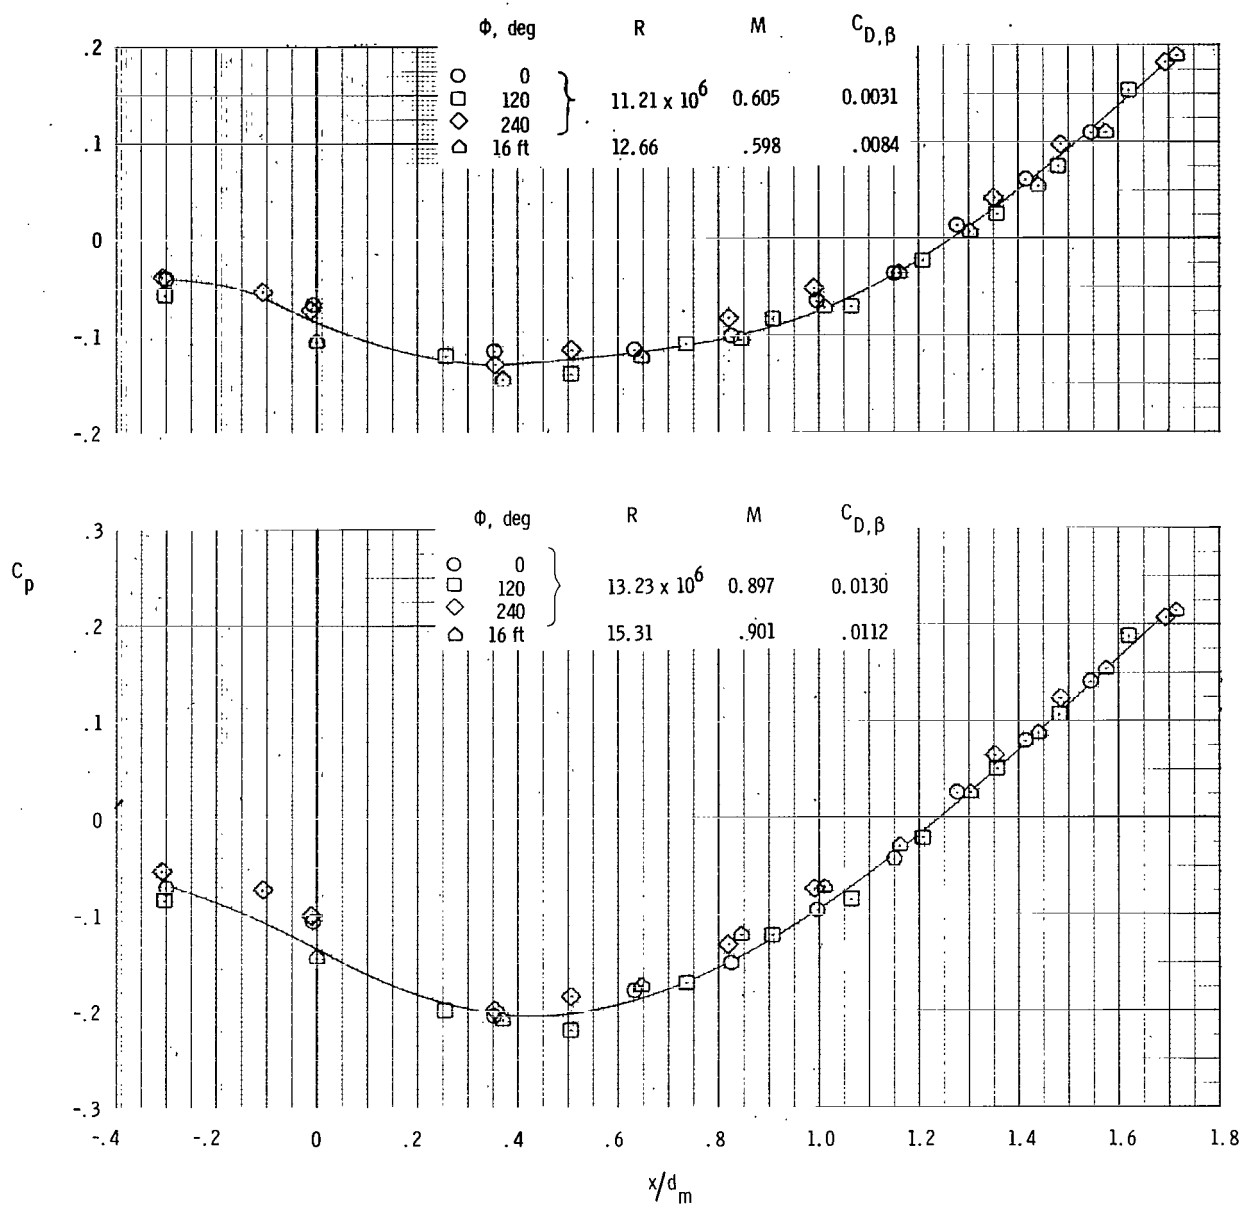 Φ, deg R M C_D,β
0
120 11.21 x 10^6 0.605 0.0031
240
16 ft 12.66 .598 .0084
.2
.1
0
-.1
-.2
Φ, deg R M C_D,β
0
120 13.23 x 10^6 0.897 0.0130
240
16 ft 15.31 .901 .0112
C_p
.3
.2
.1
0
-.1
-.2
-.3
-.4 -.2 0 .2 .4 .6 .8 1.0 1.2 1.4 1.6 1.8
x/d_m